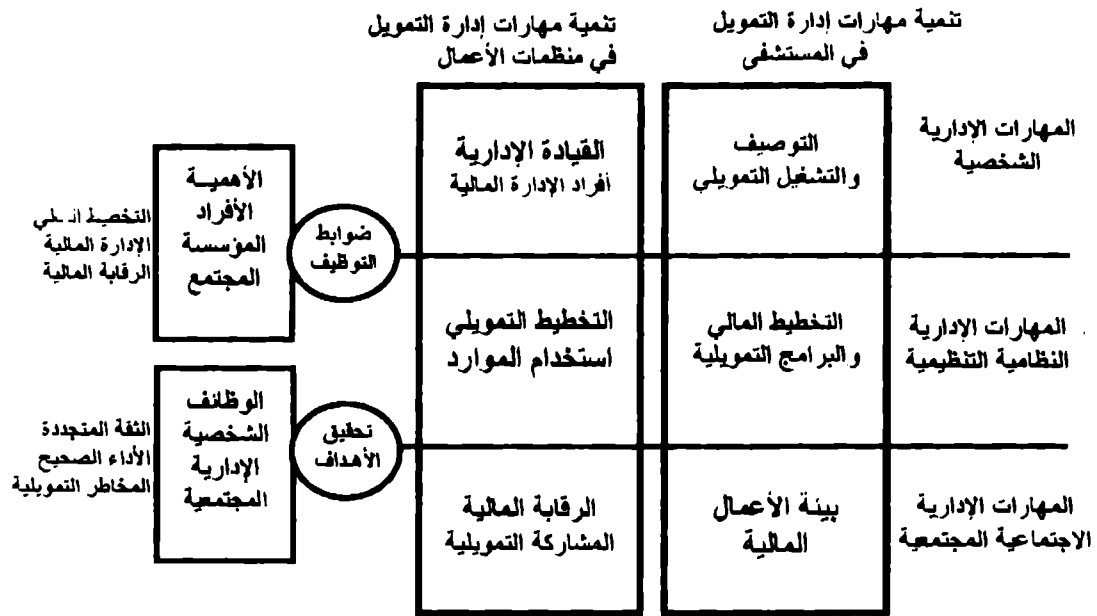 تنمية مهارات إدارة التمويل
في المستشفى
تنمية مهارات إدارة التمويل
في منظمات الأعمال
المهارات الإدارية
الشخصية
التوصيف
والتشغيل التمويلي
القيادة الإدارية
أفراد الإدارة المالية
ضوابط
التوظيف
الأهميـة
الأفراد
المؤسسة
المجتمع
التخطيط
الإدارة المالية
الرقابة المالية
المهارات الإدارية
النظامية التنظيمية
التخطيط المالي
والبرامج التمويلية
التخطيط التمويلي
استخدام الموارد
تحقيق
الأهداف
الوظائف
الشخصية
الإدارية
المجتمعية
الثقة المتجددة
الأداء الصحيح
المخاطر التمويلية
المهارات الإدارية
الاجتماعية المجتمعية
بيئة الأعمال
المالية
الرقابة المالية
المشاركة التمويلية